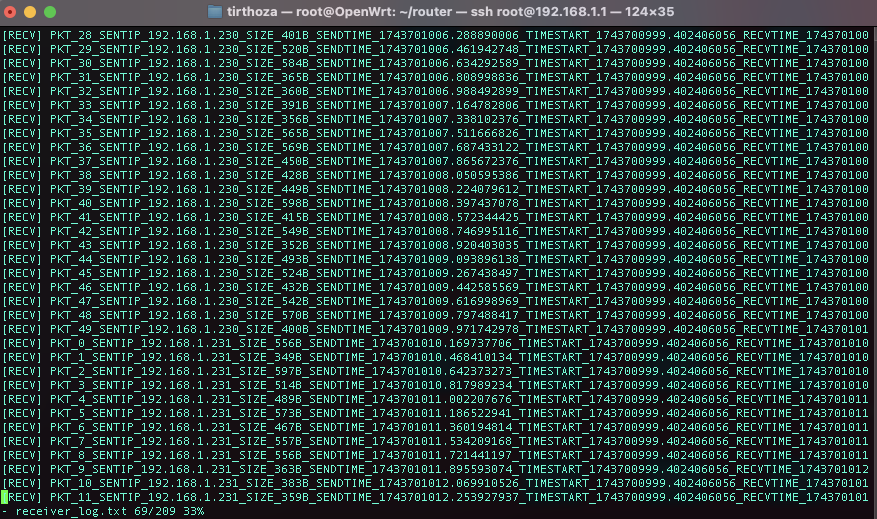 tirthoza — root@OpenWrt: ~/router — ssh root@192.168.1.1 — 124×35
[RECV] PKT_28_SENTIP_192.168.1.230_SIZE_401B_SENDTIME_1743701006.288890006_TIMESTART_1743700999.402406056_RECVTIME_174370100
[RECV] PKT_29_SENTIP_192.168.1.230_SIZE_520B_SENDTIME_1743701006.461942748_TIMESTART_1743700999.402406056_RECVTIME_174370100
[RECV] PKT_30_SENTIP_192.168.1.230_SIZE_584B_SENDTIME_1743701006.634292589_TIMESTART_1743700999.402406056_RECVTIME_174370100
[RECV] PKT_31_SENTIP_192.168.1.230_SIZE_365B_SENDTIME_1743701006.808998836_TIMESTART_1743700999.402406056_RECVTIME_174370100
[RECV] PKT_32_SENTIP_192.168.1.230_SIZE_360B_SENDTIME_1743701006.988492899_TIMESTART_1743700999.402406056_RECVTIME_174370100
[RECV] PKT_33_SENTIP_192.168.1.230_SIZE_391B_SENDTIME_1743701007.164782806_TIMESTART_1743700999.402406056_RECVTIME_174370100
[RECV] PKT_34_SENTIP_192.168.1.230_SIZE_356B_SENDTIME_1743701007.338102376_TIMESTART_1743700999.402406056_RECVTIME_174370100
[RECV] PKT_35_SENTIP_192.168.1.230_SIZE_565B_SENDTIME_1743701007.511666826_TIMESTART_1743700999.402406056_RECVTIME_174370100
[RECV] PKT_36_SENTIP_192.168.1.230_SIZE_569B_SENDTIME_1743701007.687433122_TIMESTART_1743700999.402406056_RECVTIME_174370100
[RECV] PKT_37_SENTIP_192.168.1.230_SIZE_450B_SENDTIME_1743701007.865672376_TIMESTART_1743700999.402406056_RECVTIME_174370100
[RECV] PKT_38_SENTIP_192.168.1.230_SIZE_428B_SENDTIME_1743701008.050595386_TIMESTART_1743700999.402406056_RECVTIME_174370100
[RECV] PKT_39_SENTIP_192.168.1.230_SIZE_449B_SENDTIME_1743701008.224079612_TIMESTART_1743700999.402406056_RECVTIME_174370100
[RECV] PKT_40_SENTIP_192.168.1.230_SIZE_598B_SENDTIME_1743701008.397437078_TIMESTART_1743700999.402406056_RECVTIME_174370100
[RECV] PKT_41_SENTIP_192.168.1.230_SIZE_415B_SENDTIME_1743701008.572344425_TIMESTART_1743700999.402406056_RECVTIME_174370100
[RECV] PKT_42_SENTIP_192.168.1.230_SIZE_549B_SENDTIME_1743701008.746995116_TIMESTART_1743700999.402406056_RECVTIME_174370100
[RECV] PKT_43_SENTIP_192.168.1.230_SIZE_352B_SENDTIME_1743701008.920403035_TIMESTART_1743700999.402406056_RECVTIME_174370100
[RECV] PKT_44_SENTIP_192.168.1.230_SIZE_493B_SENDTIME_1743701009.093896138_TIMESTART_1743700999.402406056_RECVTIME_174370100
[RECV] PKT_45_SENTIP_192.168.1.230_SIZE_524B_SENDTIME_1743701009.267438497_TIMESTART_1743700999.402406056_RECVTIME_174370100
[RECV] PKT_46_SENTIP_192.168.1.230_SIZE_432B_SENDTIME_1743701009.442585569_TIMESTART_1743700999.402406056_RECVTIME_174370100
[RECV] PKT_47_SENTIP_192.168.1.230_SIZE_542B_SENDTIME_1743701009.616998969_TIMESTART_1743700999.402406056_RECVTIME_174370100
[RECV] PKT_48_SENTIP_192.168.1.230_SIZE_570B_SENDTIME_1743701009.797488417_TIMESTART_1743700999.402406056_RECVTIME_174370100
[RECV] PKT_49_SENTIP_192.168.1.230_SIZE_400B_SENDTIME_1743701009.971742978_TIMESTART_1743700999.402406056_RECVTIME_174370101
[RECV] PKT_0_SENTIP_192.168.1.231_SIZE_556B_SENDTIME_1743701010.169737706_TIMESTART_1743700999.402406056_RECVTIME_1743701010
[RECV] PKT_1_SENTIP_192.168.1.231_SIZE_349B_SENDTIME_1743701010.468410134_TIMESTART_1743700999.402406056_RECVTIME_1743701010
[RECV] PKT_2_SENTIP_192.168.1.231_SIZE_597B_SENDTIME_1743701010.642373273_TIMESTART_1743700999.402406056_RECVTIME_1743701010
[RECV] PKT_3_SENTIP_192.168.1.231_SIZE_514B_SENDTIME_1743701010.817989234_TIMESTART_1743700999.402406056_RECVTIME_1743701010
[RECV] PKT_4_SENTIP_192.168.1.231_SIZE_489B_SENDTIME_1743701011.002207676_TIMESTART_1743700999.402406056_RECVTIME_1743701011
[RECV] PKT_5_SENTIP_192.168.1.231_SIZE_573B_SENDTIME_1743701011.186522941_TIMESTART_1743700999.402406056_RECVTIME_1743701011
[RECV] PKT_6_SENTIP_192.168.1.231_SIZE_467B_SENDTIME_1743701011.360194814_TIMESTART_1743700999.402406056_RECVTIME_1743701011
[RECV] PKT_7_SENTIP_192.168.1.231_SIZE_557B_SENDTIME_1743701011.534209168_TIMESTART_1743700999.402406056_RECVTIME_1743701011
[RECV] PKT_8_SENTIP_192.168.1.231_SIZE_556B_SENDTIME_1743701011.721441197_TIMESTART_1743700999.402406056_RECVTIME_1743701011
[RECV] PKT_9_SENTIP_192.168.1.231_SIZE_363B_SENDTIME_1743701011.895593074_TIMESTART_1743700999.402406056_RECVTIME_1743701012
[RECV] PKT_10_SENTIP_192.168.1.231_SIZE_383B_SENDTIME_1743701012.069910526_TIMESTART_1743700999.402406056_RECVTIME_174370101
[RECV] PKT_11_SENTIP_192.168.1.231_SIZE_359B_SENDTIME_1743701012.253927937_TIMESTART_1743700999.402406056_RECVTIME_174370101
- receiver_log.txt 69/209 33%